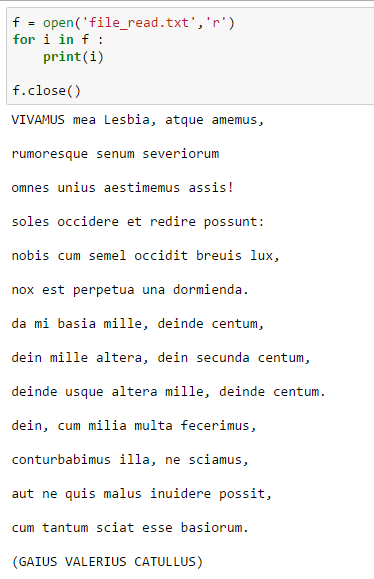 f = open('file_read.txt','r')
for i in f :
    print(i)
f.close()
VIVAMUS mea Lesbia, atque amemus,
rumoresque senum severiorum
omnes unius aestimemus assis!
soles occidere et redire possunt:
nobis cum semel occidit breuis lux,
nox est perpetua una dormienda.
da mi basia mille, deinde centum,
dein mille altera, dein secunda centum,
deinde usque altera mille, deinde centum.
dein, cum milia multa fecerimus,
conturbabimus illa, ne sciamus,
aut ne quis malus inuidere possit,
cum tantum sciat esse basiorum.
(GAIUS VALERIUS CATULLUS)